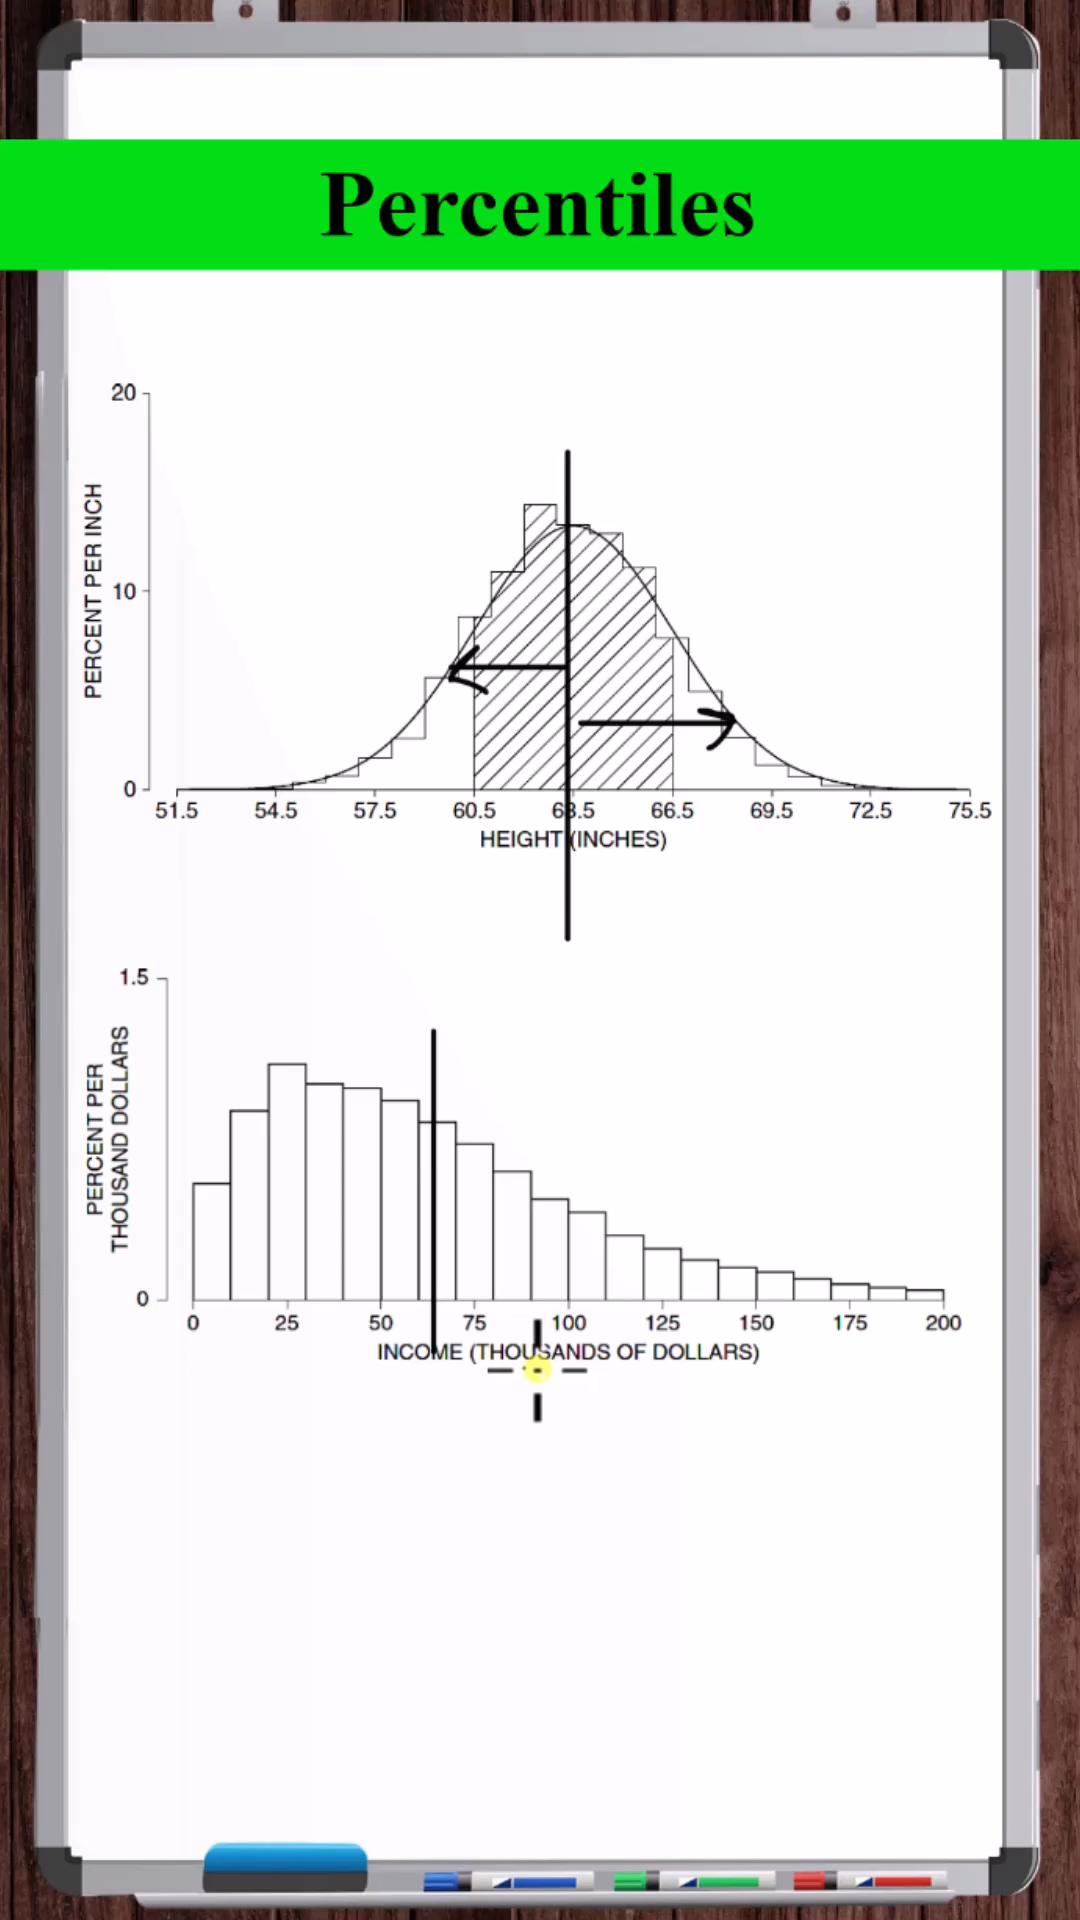 Percentiles
20
PERCENT PER INCH
10
0
51.5 54.5 57.5 60.5 63.5 66.5 69.5 72.5 75.5
HEIGHT (INCHES)
1.5
PERCENT PER
THOUSAND DOLLARS
0
0 25 50 75 100 125 150 175 200
INCOME (THOUSANDS OF DOLLARS)